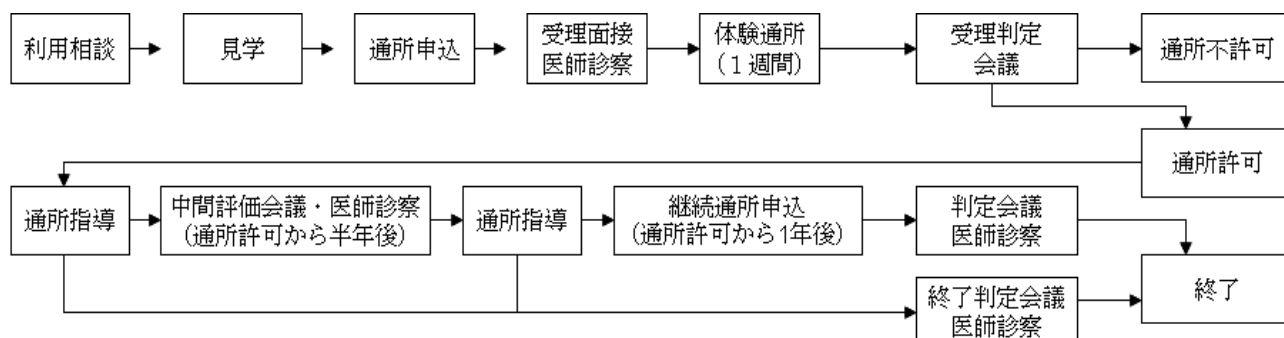 利用相談
見学
通所申込
受理面接
医師診察
体験通所
(1週間)
受理判定
会議
通所不許可
通所許可
通所指導
中間評価会議・医師診察
(通所許可から半年後)
通所指導
継続通所申込
(通所許可から1年後)
判定会議
医師診察
終了判定会議
医師診察
終了